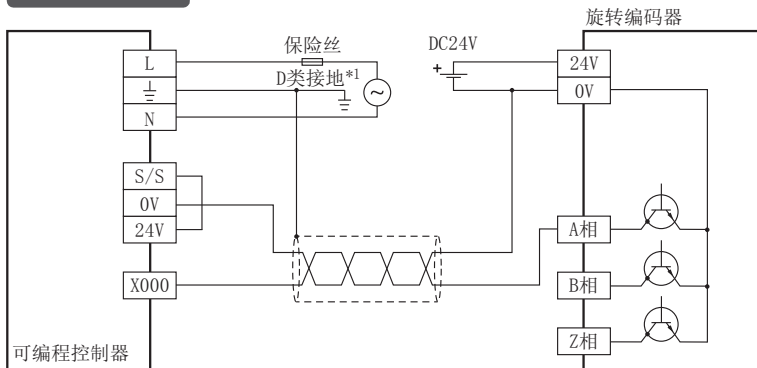 旋转编码器
保险丝
DC24V
L
D类接地*1
24V
+
0V
~
N
S/S
0V
24V
A相
X000
B相
Z相
可编程控制器